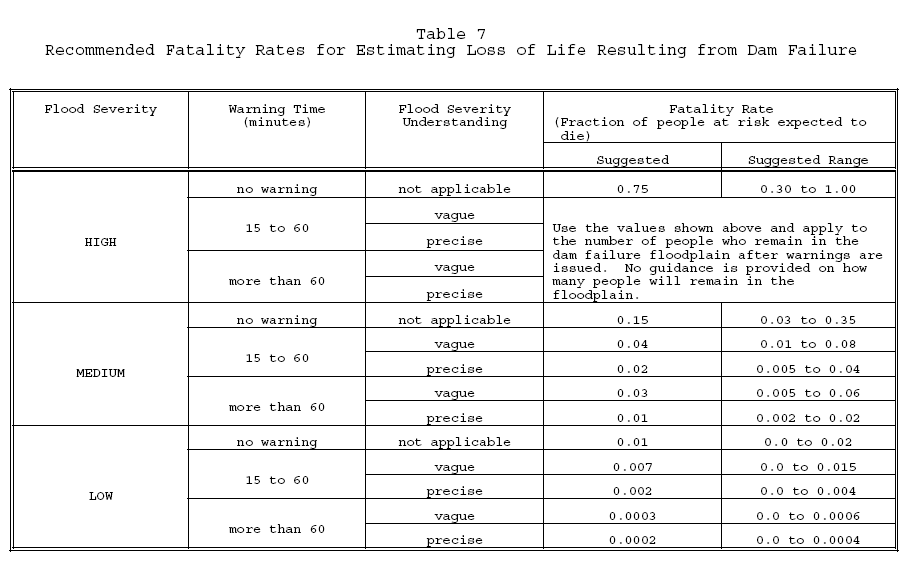 Table 7
Recommended Fatality Rates for Estimating Loss of Life Resulting from Dam Failure
Flood Severity
Warning Time
(minutes)
Flood Severity
Understanding
Fatality Rate
(Fraction of people at risk expected to
die)
Suggested
Suggested Range
HIGH
no warning
not applicable
0.75
0.30 to 1.00
15 to 60
vague
precise
more than 60
vague
precise
Use the values shown above and apply to
the number of people who remain in the
dam failure floodplain after warnings are
issued. No guidance is provided on how
many people will remain in the
floodplain.
MEDIUM
no warning
not applicable
0.15
0.03 to 0.35
15 to 60
vague
0.04
0.01 to 0.08
precise
0.02
0.005 to 0.04
more than 60
vague
0.03
0.005 to 0.06
precise
0.01
0.002 to 0.02
LOW
no warning
not applicable
0.01
0.0 to 0.02
15 to 60
vague
0.007
0.0 to 0.015
precise
0.002
0.0 to 0.004
more than 60
vague
0.0003
0.0 to 0.0006
precise
0.0002
0.0 to 0.0004